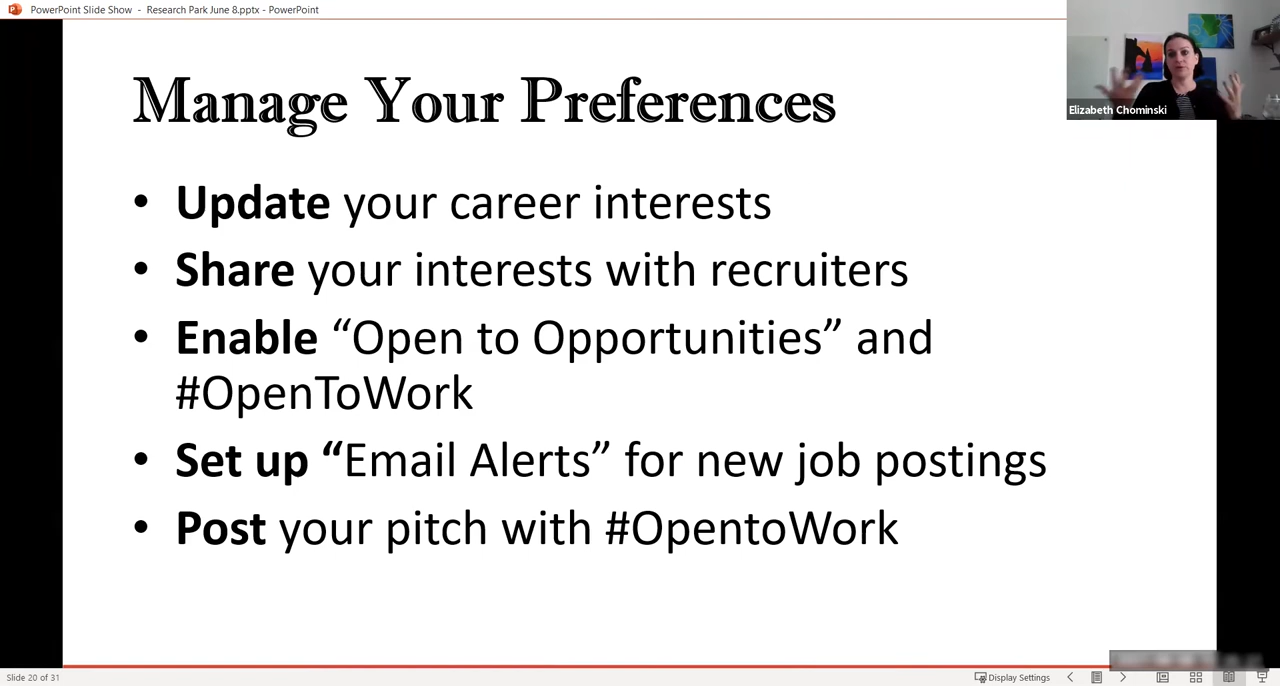 PowerPoint Slide Show - Research Park June 8.pptx - PowerPoint
Elizabeth Chominski
Manage Your Preferences
• Update your career interests
• Share your interests with recruiters
• Enable “Open to Opportunities” and
#OpenToWork
• Set up “Email Alerts” for new job postings
• Post your pitch with #OpentoWork
Slide 20 of 31
Display Settings